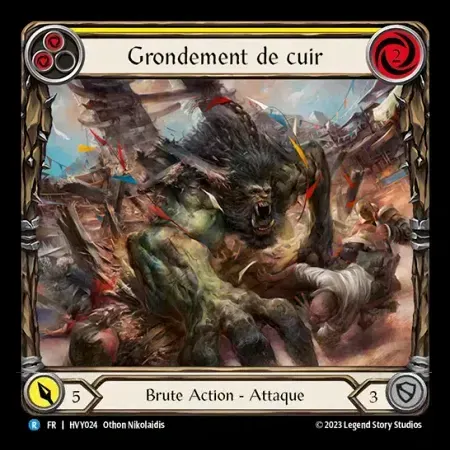 Grondement de cuir
2
5
Brute Action - Attaque
3
R FR | HVY024 Othon Nikolaidis
©2023 Legend Story Studios